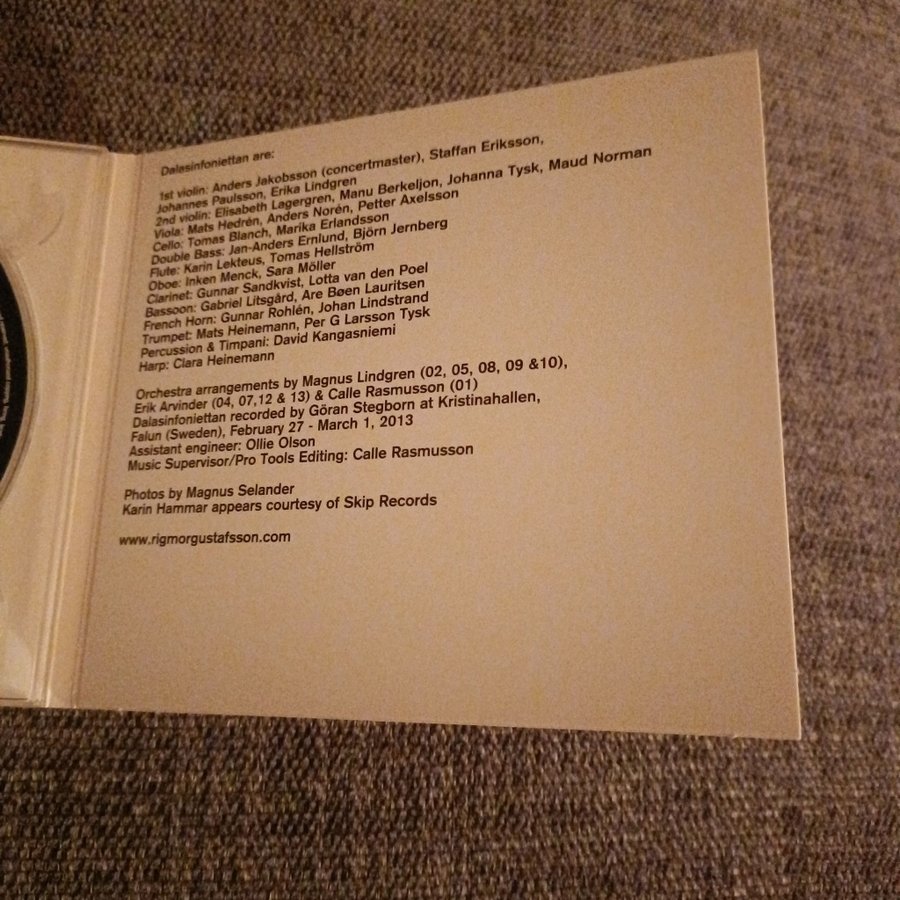 Dalasinfoniettan are:
1st violin: Anders Jakobsson (concertmaster), Staffan Eriksson,
Johannes Paulsson, Erika Lindgren
2nd violin: Elisabeth Lagergren, Manu Berkeljon, Johanna Tysk, Maud Norman
Viola: Mats Hedrén, Anders Norén, Petter Axelsson
Cello: Tomas Blanch, Marika Erlandsson
Double Bass: Jan-Anders Ernlund, Björn Jernberg
Flute: Karin Lekteus, Tomas Hellström
Oboe: Inken Menck, Sara Möller
Clarinet: Gunnar Sandkvist, Lotta van den Poel
Bassoon: Gabriel Litsgård, Are Bøen Lauritsen
French Horn: Gunnar Rohlén, Johan Lindstrand
Trumpet: Mats Heinemann, Per G Larsson Tysk
Percussion & Timpani: David Kangasniemi
Harp: Clara Heinemann
Orchestra arrangements by Magnus Lindgren (02, 05, 08, 09 &10),
Erik Arvinder (04, 07,12 & 13) & Calle Rasmusson (01)
Dalasinfoniettan recorded by Göran Stegborn at Kristinahallen,
Falun (Sweden), February 27 - March 1, 2013
Assistant engineer: Ollie Olson
Music Supervisor/Pro Tools Editing: Calle Rasmusson
Photos by Magnus Selander
Karin Hammar appears courtesy of Skip Records
www.rigmorgustafsson.com